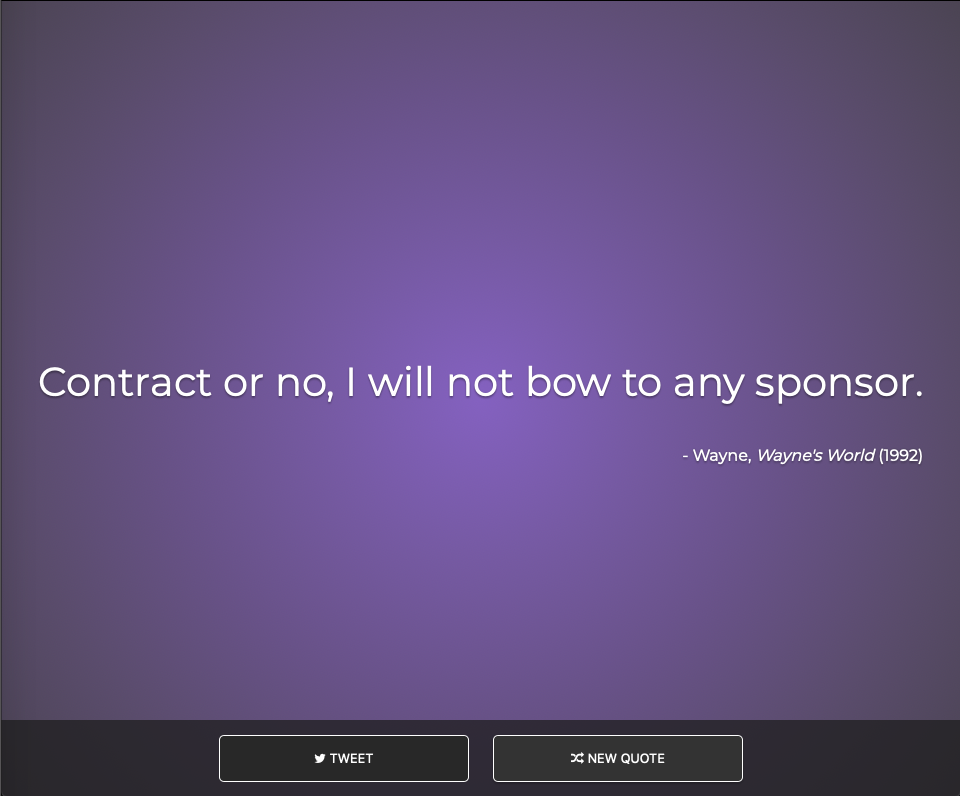 Contract or no, I will not bow to any sponsor.
- Wayne, Wayne's World (1992)
TWEET
NEW QUOTE